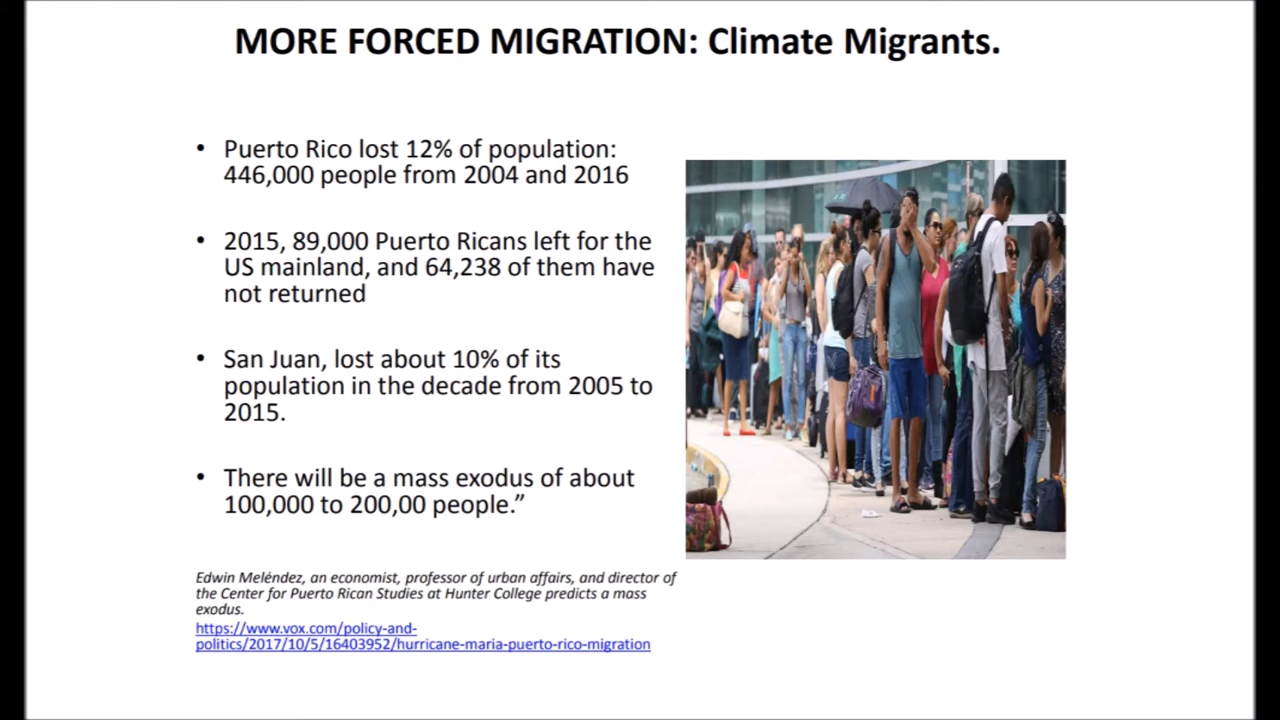 MORE FORCED MIGRATION: Climate Migrants.
• Puerto Rico lost 12% of population:
446,000 people from 2004 and 2016
• 2015, 89,000 Puerto Ricans left for the
US mainland, and 64,238 of them have
not returned
• San Juan, lost about 10% of its
population in the decade from 2005 to
2015.
• There will be a mass exodus of about
100,000 to 200,00 people.”
Edwin Meléndez, an economist, professor of urban affairs, and director of
the Center for Puerto Rican Studies at Hunter College predicts a mass
exodus.
https://www.vox.com/policy-and-
politics/2017/10/5/16403952/hurricane-maria-puerto-rico-migration